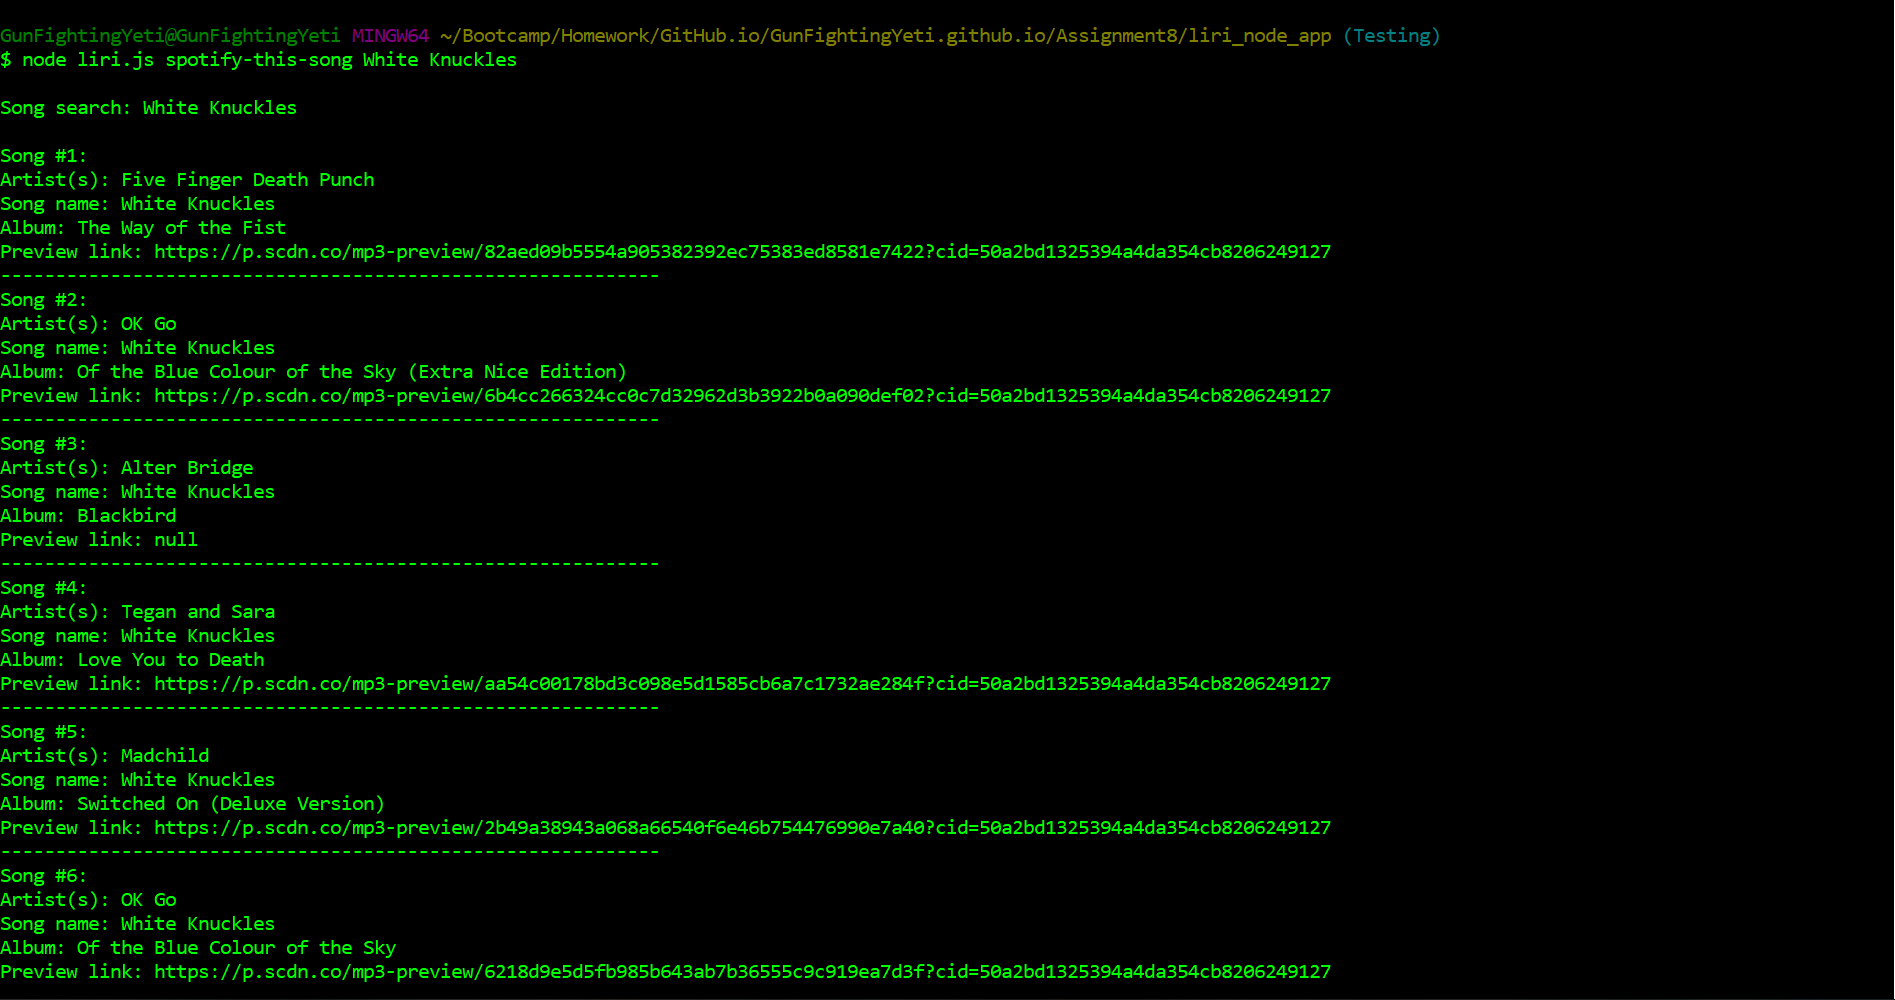 GunFightingYeti@GunFightingYeti MINGW64 ~/Bootcamp/Homework/GitHub.io/GunFightingYeti.github.io/Assignment8/liri_node_app (Testing)
$ node liri.js spotify-this-song White Knuckles
Song search: White Knuckles
Song #1:
Artist(s): Five Finger Death Punch
Song name: White Knuckles
Album: The Way of the Fist
Preview link: https://p.scdn.co/mp3-preview/82aed09b5554a905382392ec75383ed8581e7422?cid=50a2bd1325394a4da354cb8206249127
------------------------------------------------------------
Song #2:
Artist(s): OK Go
Song name: White Knuckles
Album: Of the Blue Colour of the Sky (Extra Nice Edition)
Preview link: https://p.scdn.co/mp3-preview/6b4cc266324cc0c7d32962d3b3922b0a090def02?cid=50a2bd1325394a4da354cb8206249127
------------------------------------------------------------
Song #3:
Artist(s): Alter Bridge
Song name: White Knuckles
Album: Blackbird
Preview link: null
------------------------------------------------------------
Song #4:
Artist(s): Tegan and Sara
Song name: White Knuckles
Album: Love You to Death
Preview link: https://p.scdn.co/mp3-preview/aa54c00178bd3c098e5d1585cb6a7c1732ae284f?cid=50a2bd1325394a4da354cb8206249127
------------------------------------------------------------
Song #5:
Artist(s): Madchild
Song name: White Knuckles
Album: Switched On (Deluxe Version)
Preview link: https://p.scdn.co/mp3-preview/2b49a38943a068a66540f6e46b754476990e7a40?cid=50a2bd1325394a4da354cb8206249127
------------------------------------------------------------
Song #6:
Artist(s): OK Go
Song name: White Knuckles
Album: Of the Blue Colour of the Sky
Preview link: https://p.scdn.co/mp3-preview/6218d9e5d5fb985b643ab7b36555c9c919ea7d3f?cid=50a2bd1325394a4da354cb8206249127